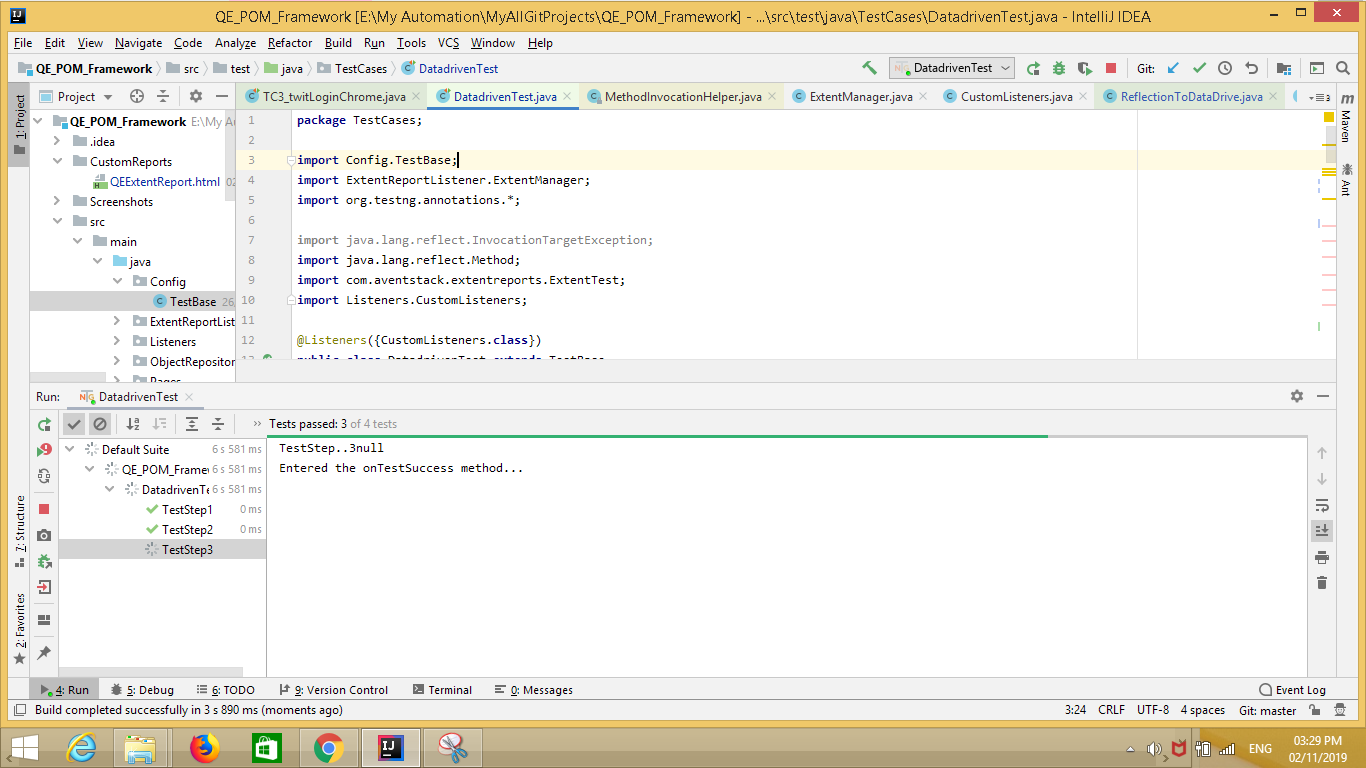 QE_POM_Framework [E:\My Automation\MyAllGitProjects\QE_POM_Framework] - ...\src\test\java\TestCases\DatadrivenTest.java - IntelliJ IDEA
File Edit View Navigate Code Analyze Refactor Build Run Tools VCS Window Help
QE_POM_Framework src test java TestCases DatadrivenTest DatadrivenTest Git:
1: Project Project TC3_twitLoginChrome.java DatadrivenTest.java MethodInvocationHelper.java ExtentManager.java CustomListeners.java ReflectionToDataDrive.java 3 Maven
QE_POM_Framework E:\My A 1 package TestCases;
.idea 2
CustomReports 3 import Config.TestBase;
QEExtentReport.html 02 4 import ExtentReportListener.ExtentManager; Ant
Screenshots 5 import org.testng.annotations.*;
src 6
main 7 import java.lang.reflect.InvocationTargetException;
java 8 import java.lang.reflect.Method;
Config 9 import com.aventstack.extentreports.ExtentTest;
TestBase 26 10 import Listeners.CustomListeners;
ExtentReportList 11
Listeners 12 @Listeners({CustomListeners.class})
ObjectRepositor 13 public class DatadrivenTest extends TestBase
Pages
Run: DatadrivenTest
Tests passed: 3 of 4 tests
Default Suite 6 s 581 ms TestStep..3null
QE_POM_Framew 6 s 581 ms Entered the onTestSuccess method...
DatadrivenTe 6 s 581 ms
TestStep1 0 ms
TestStep2 0 ms
TestStep3
7: Structure
2: Favorites
4: Run 5: Debug 6: TODO 9: Version Control Terminal 0: Messages Event Log
Build completed successfully in 3 s 890 ms (moments ago) 3:24 CRLF UTF-8 4 spaces Git: master
ENG 03:29 PM
02/11/2019